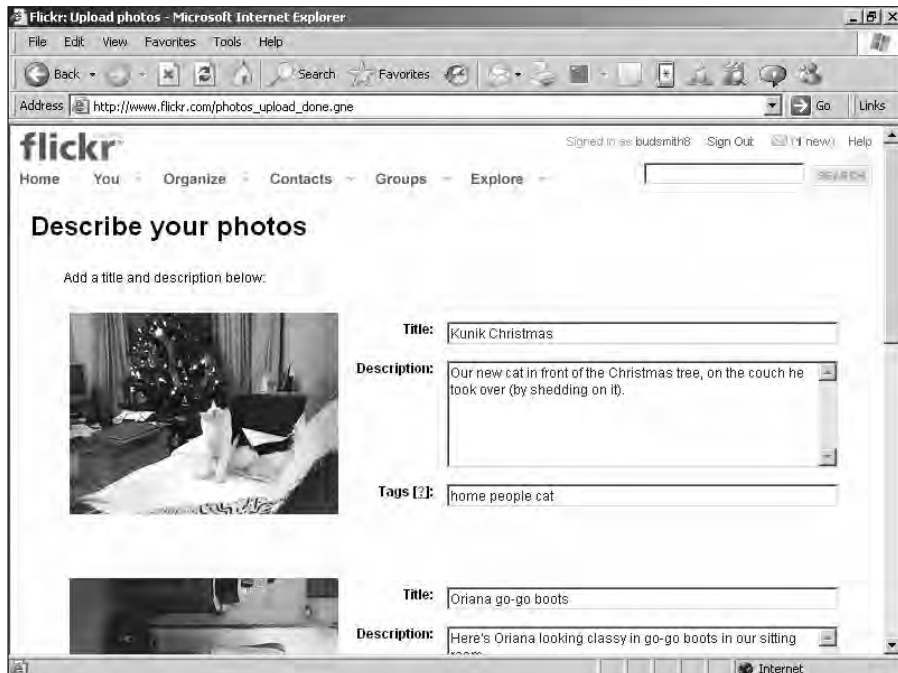 Flickr: Upload photos - Microsoft Internet Explorer
File Edit View Favorites Tools Help
Back Search Favorites
Address http://www.flickr.com/photos_upload_done.gne Go Links
flickr
Signed in as budsmith8 Sign Out (1 new) Help
Home You Organize Contacts Groups Explore SEARCH
Describe your photos
Add a title and description below:
Title: Kunik Christmas
Description: Our new cat in front of the Christmas tree, on the couch he
took over (by shedding on it).
Tags [?]: home people cat
Title: Oriana go-go boots
Description: Here's Oriana looking classy in go-go boots in our sitting
room
Internet